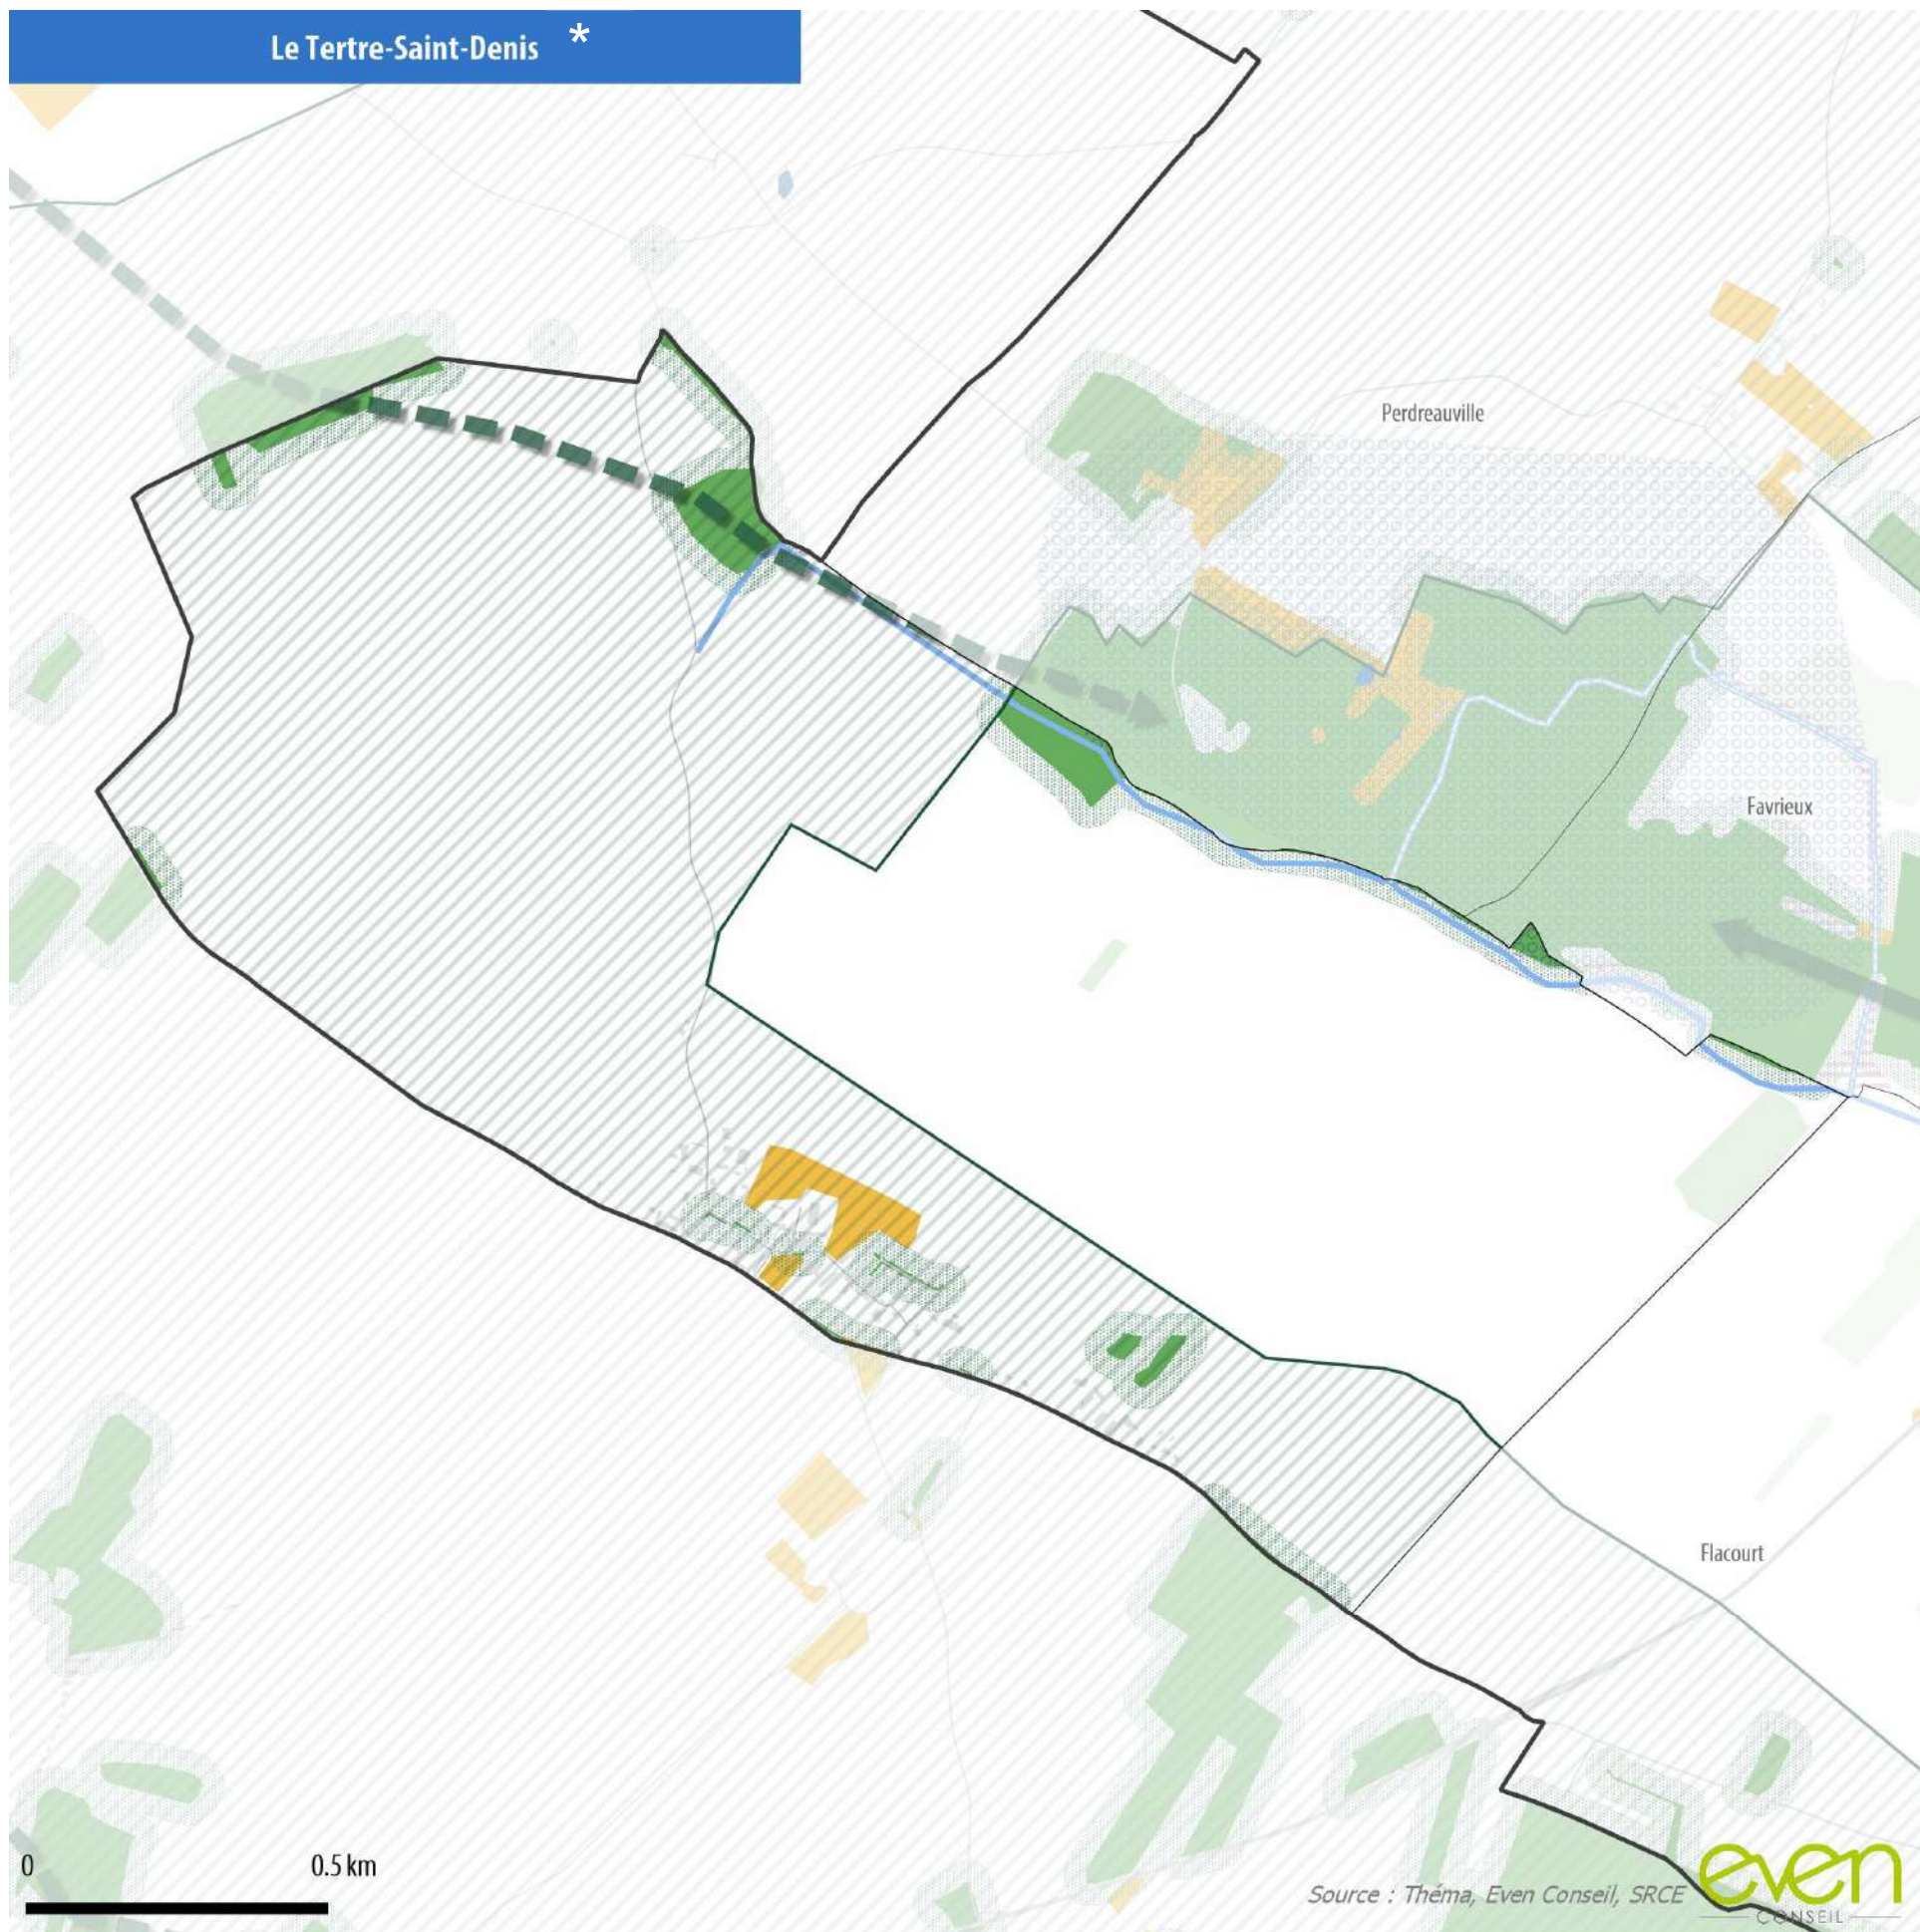 Le Tertre-Saint-Denis *
Perdreauville
Favrieux
Flacourt
0 0.5 km
Source : Théma, Even Conseil, SRCE
even
CONSEIL